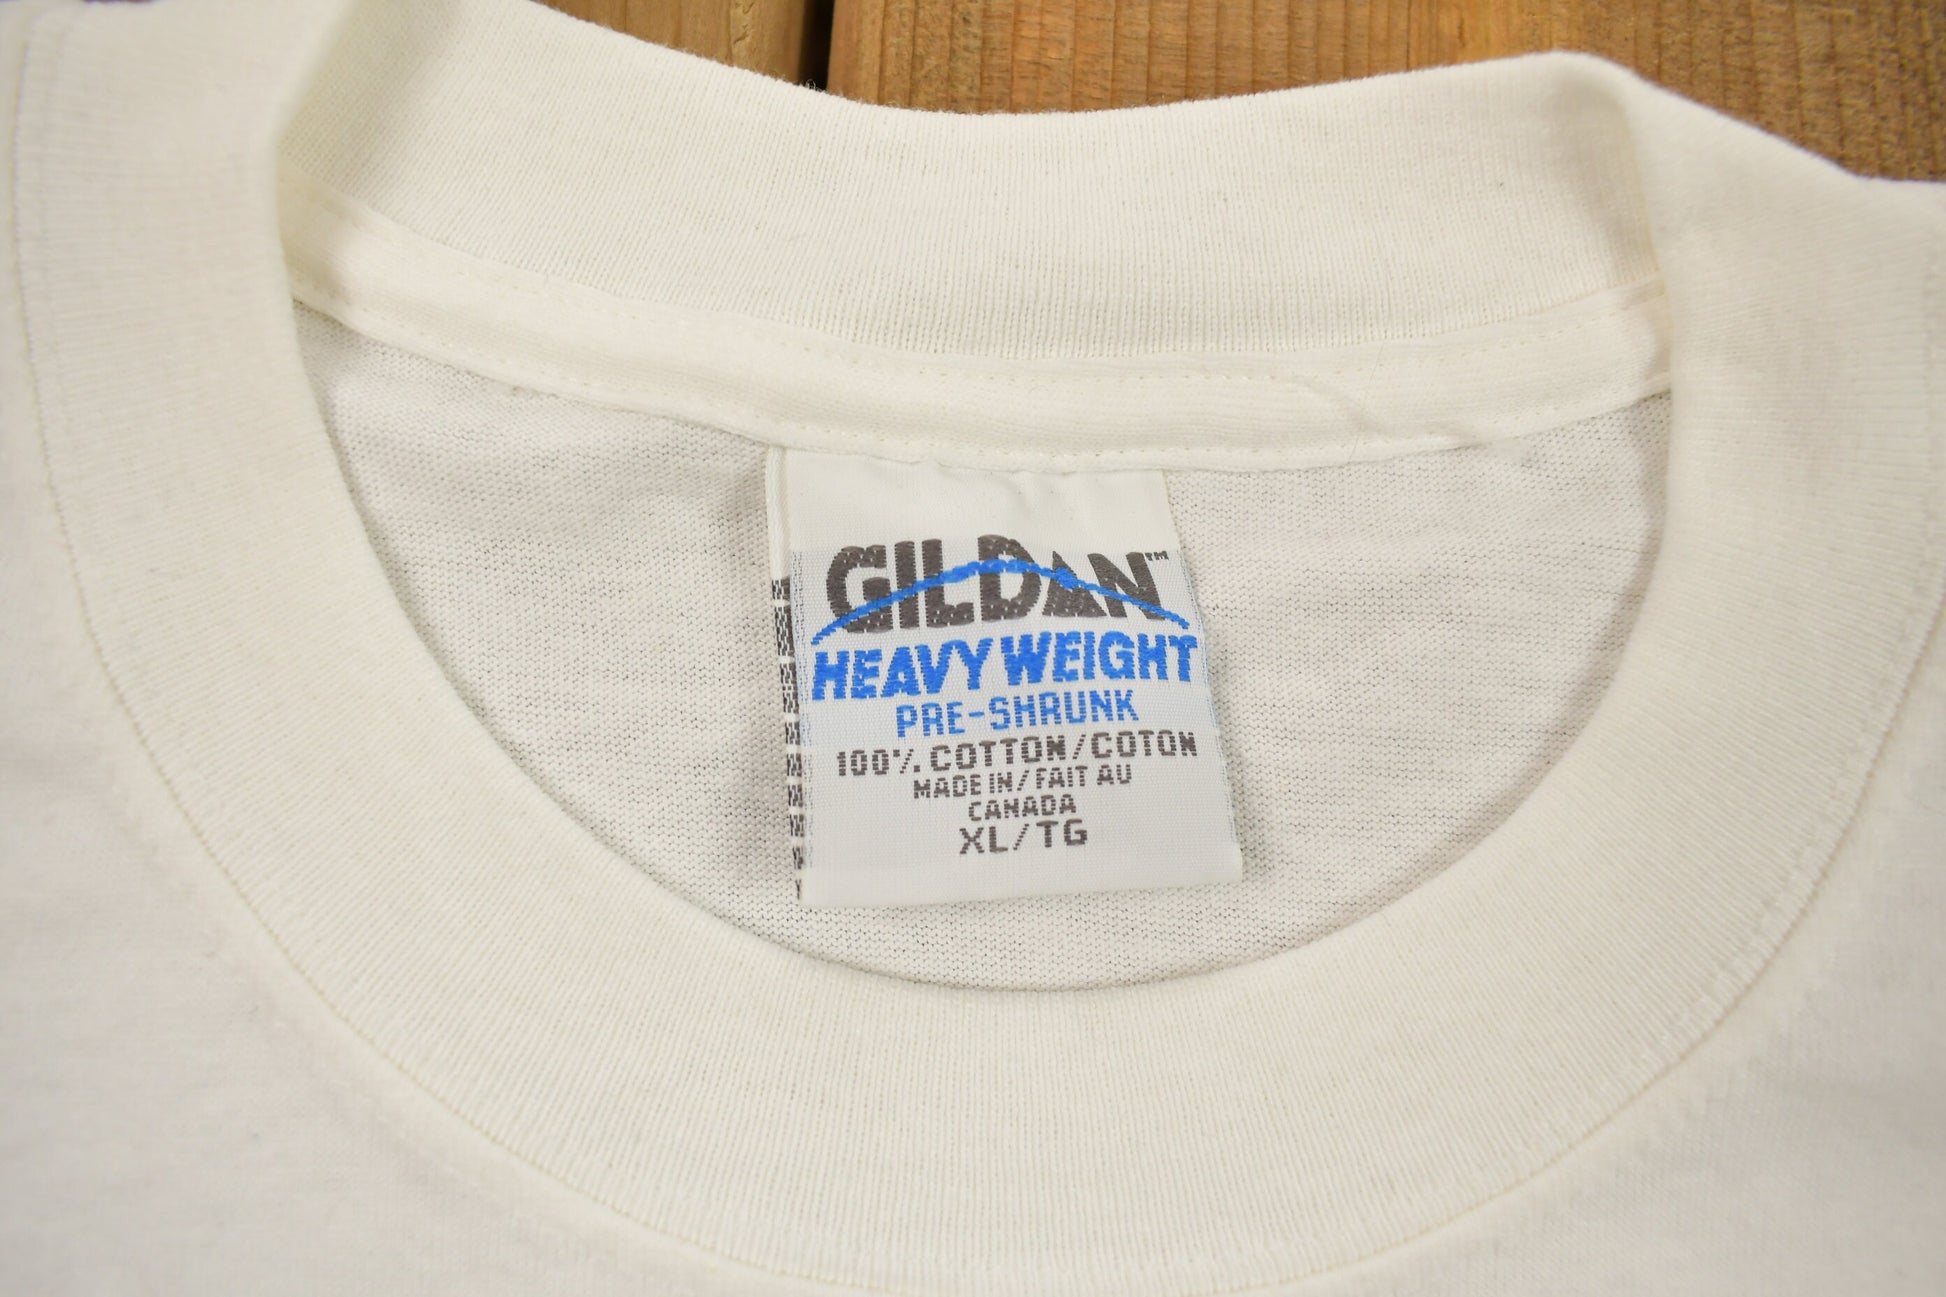 GILDAN™
HEAVY WEIGHT
PRE-SHRUNK
100% COTTON/COTON
MADE IN/FAIT AU
CANADA
XL/TG